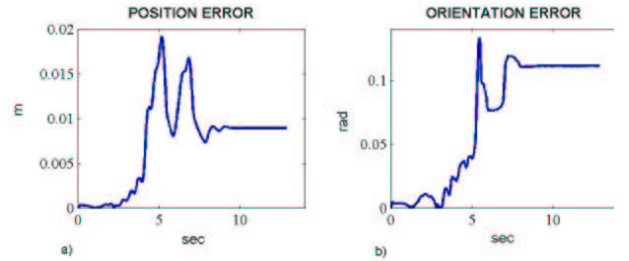 POSITION ERROR
0.02
0.015
0.01
0.005
0
m
0 5 10
sec
a)
ORIENTATION ERROR
0.1
0.05
0
rad
0 5 10
sec
b)